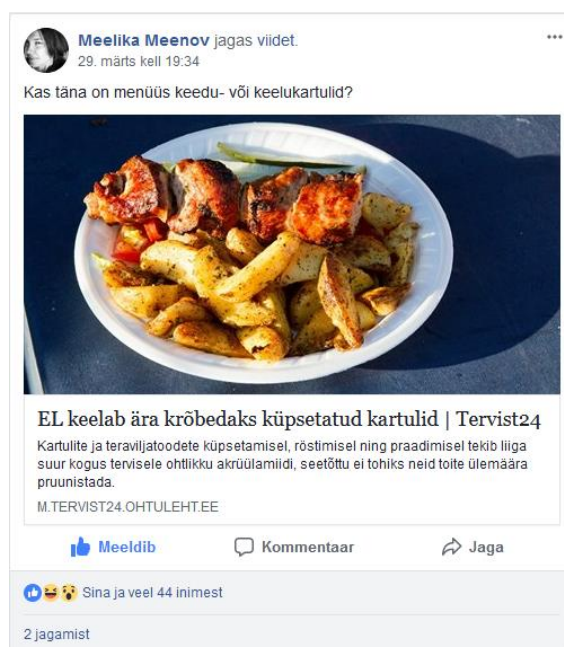 Meelika Meenov jagas viidet.
29. märts kell 19:34
Kas täna on menüüs keedu- või keelukartulid?
EL keelab ära krõbedaks küpsetatud kartulid | Tervist24
Kartulite ja teraviljatoodete küpsetamisel, röstimisel ning praadimisel tekib liiga
suur kogus tervisele ohtlikku akrüülamiidi, seetõttu ei tohiks neid toite ülemäära
pruunistada.
M.TERVIST24.OHTULEHT.EE
Meeldib Kommentaar Jaga
Sina ja veel 44 inimest
2 jagamist